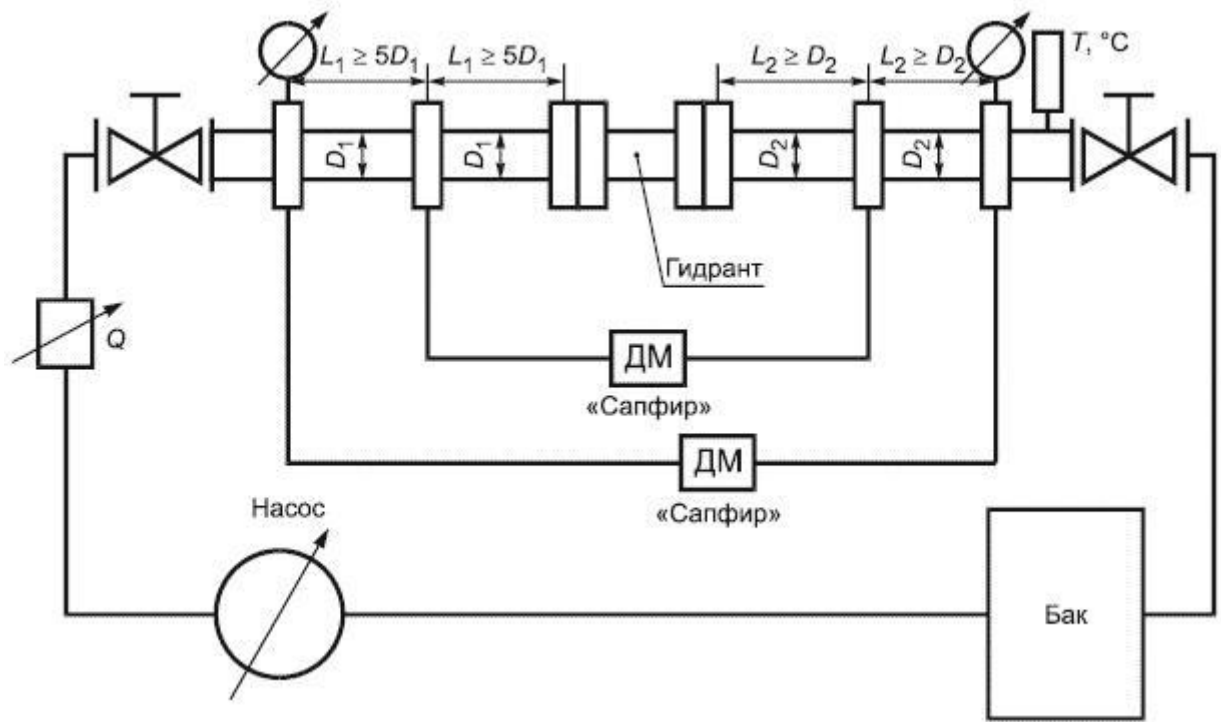 L₁ ≥ 5D₁
L₁ ≥ 5D₁
L₂ ≥ D₂
L₂ ≥ D₂
T, °C
D₁
D₁
D₂
D₂
Гидрант
Q
ДМ
«Сапфир»
ДМ
«Сапфир»
Насос
Бак